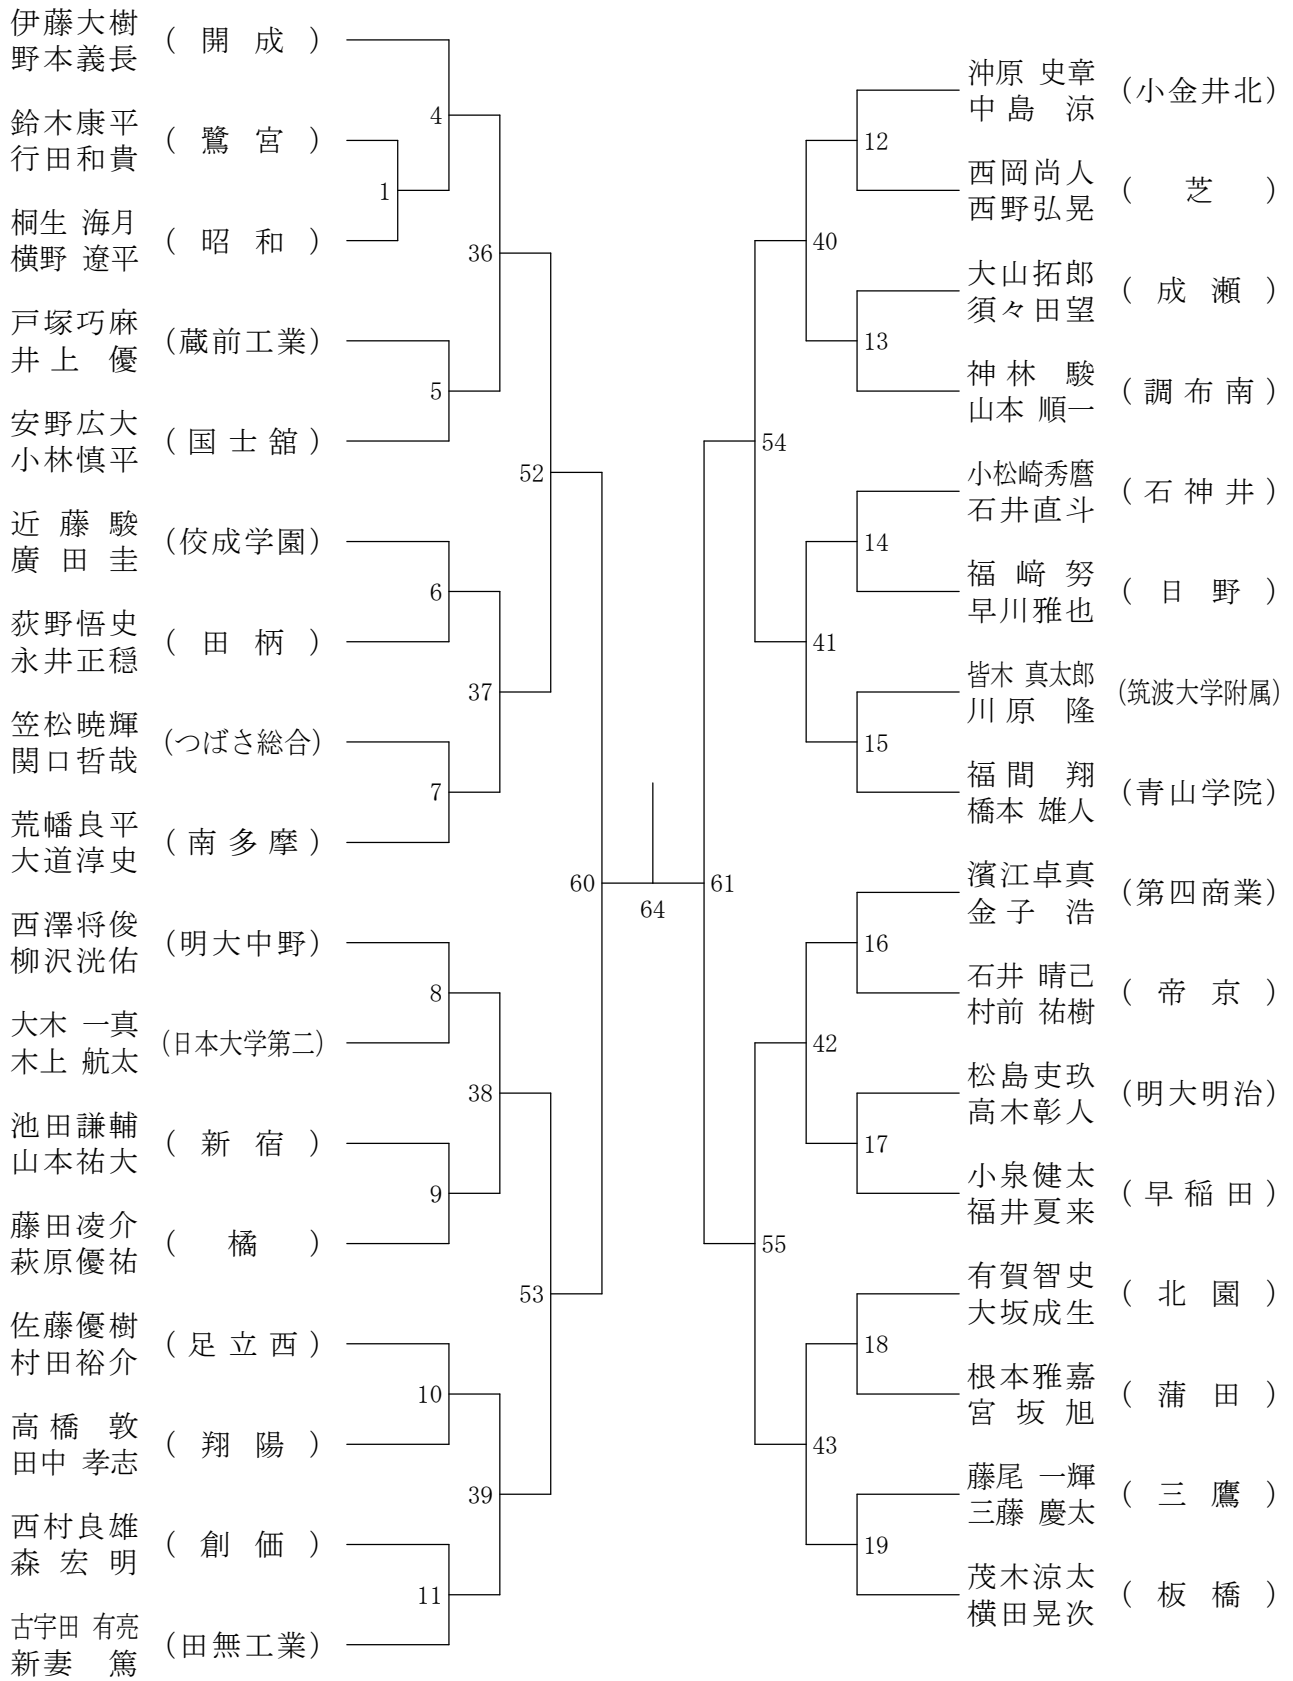 伊藤大樹
野本義長
(開成)
鈴木康平
行田和貴
(鷺宮)
桐生 海月
横野 遼平
(昭和)
戸塚巧麻
井上 優
(蔵前工業)
安野広大
小林慎平
(国士舘)
近藤駿
廣田圭
(佼成学園)
荻野悟史
永井正穏
(田柄)
笠松暁輝
関口哲哉
(つばさ総合)
荒幡良平
大道淳史
(南多摩)
西澤将俊
柳沢洸佑
(明大中野)
大木 一真
木上 航太
(日本大学第二)
池田謙輔
山本祐大
(新宿)
藤田凌介
萩原優祐
(橘)
佐藤優樹
村田裕介
(足立西)
高橋 敦
田中 孝志
(翔陽)
西村良雄
森宏明
(創価)
古宇田 有亮
新妻 篤
(田無工業)
1
4
5
6
7
8
9
10
11
36
37
38
39
52
53
60
64
61
54
55
40
41
42
43
12
13
14
15
16
17
18
19
沖原 史章
中島 涼
(小金井北)
西岡尚人
西野弘晃
(芝)
大山拓郎
須々田望
(成瀬)
神林 駿
山本 順一
(調布南)
小松崎秀麿
石井直斗
(石神井)
福﨑努
早川雅也
(日野)
皆木 真太郎
川原 隆
(筑波大学附属)
福間 翔
橋本 雄人
(青山学院)
濱江卓真
金子 浩
(第四商業)
石井 晴己
村前 祐樹
(帝京)
松島吏玖
高木彰人
(明大明治)
小泉健太
福井夏来
(早稲田)
有賀智史
大坂成生
(北園)
根本雅嘉
宮坂旭
(蒲田)
藤尾 一輝
三藤 慶太
(三鷹)
茂木涼太
横田晃次
(板橋)